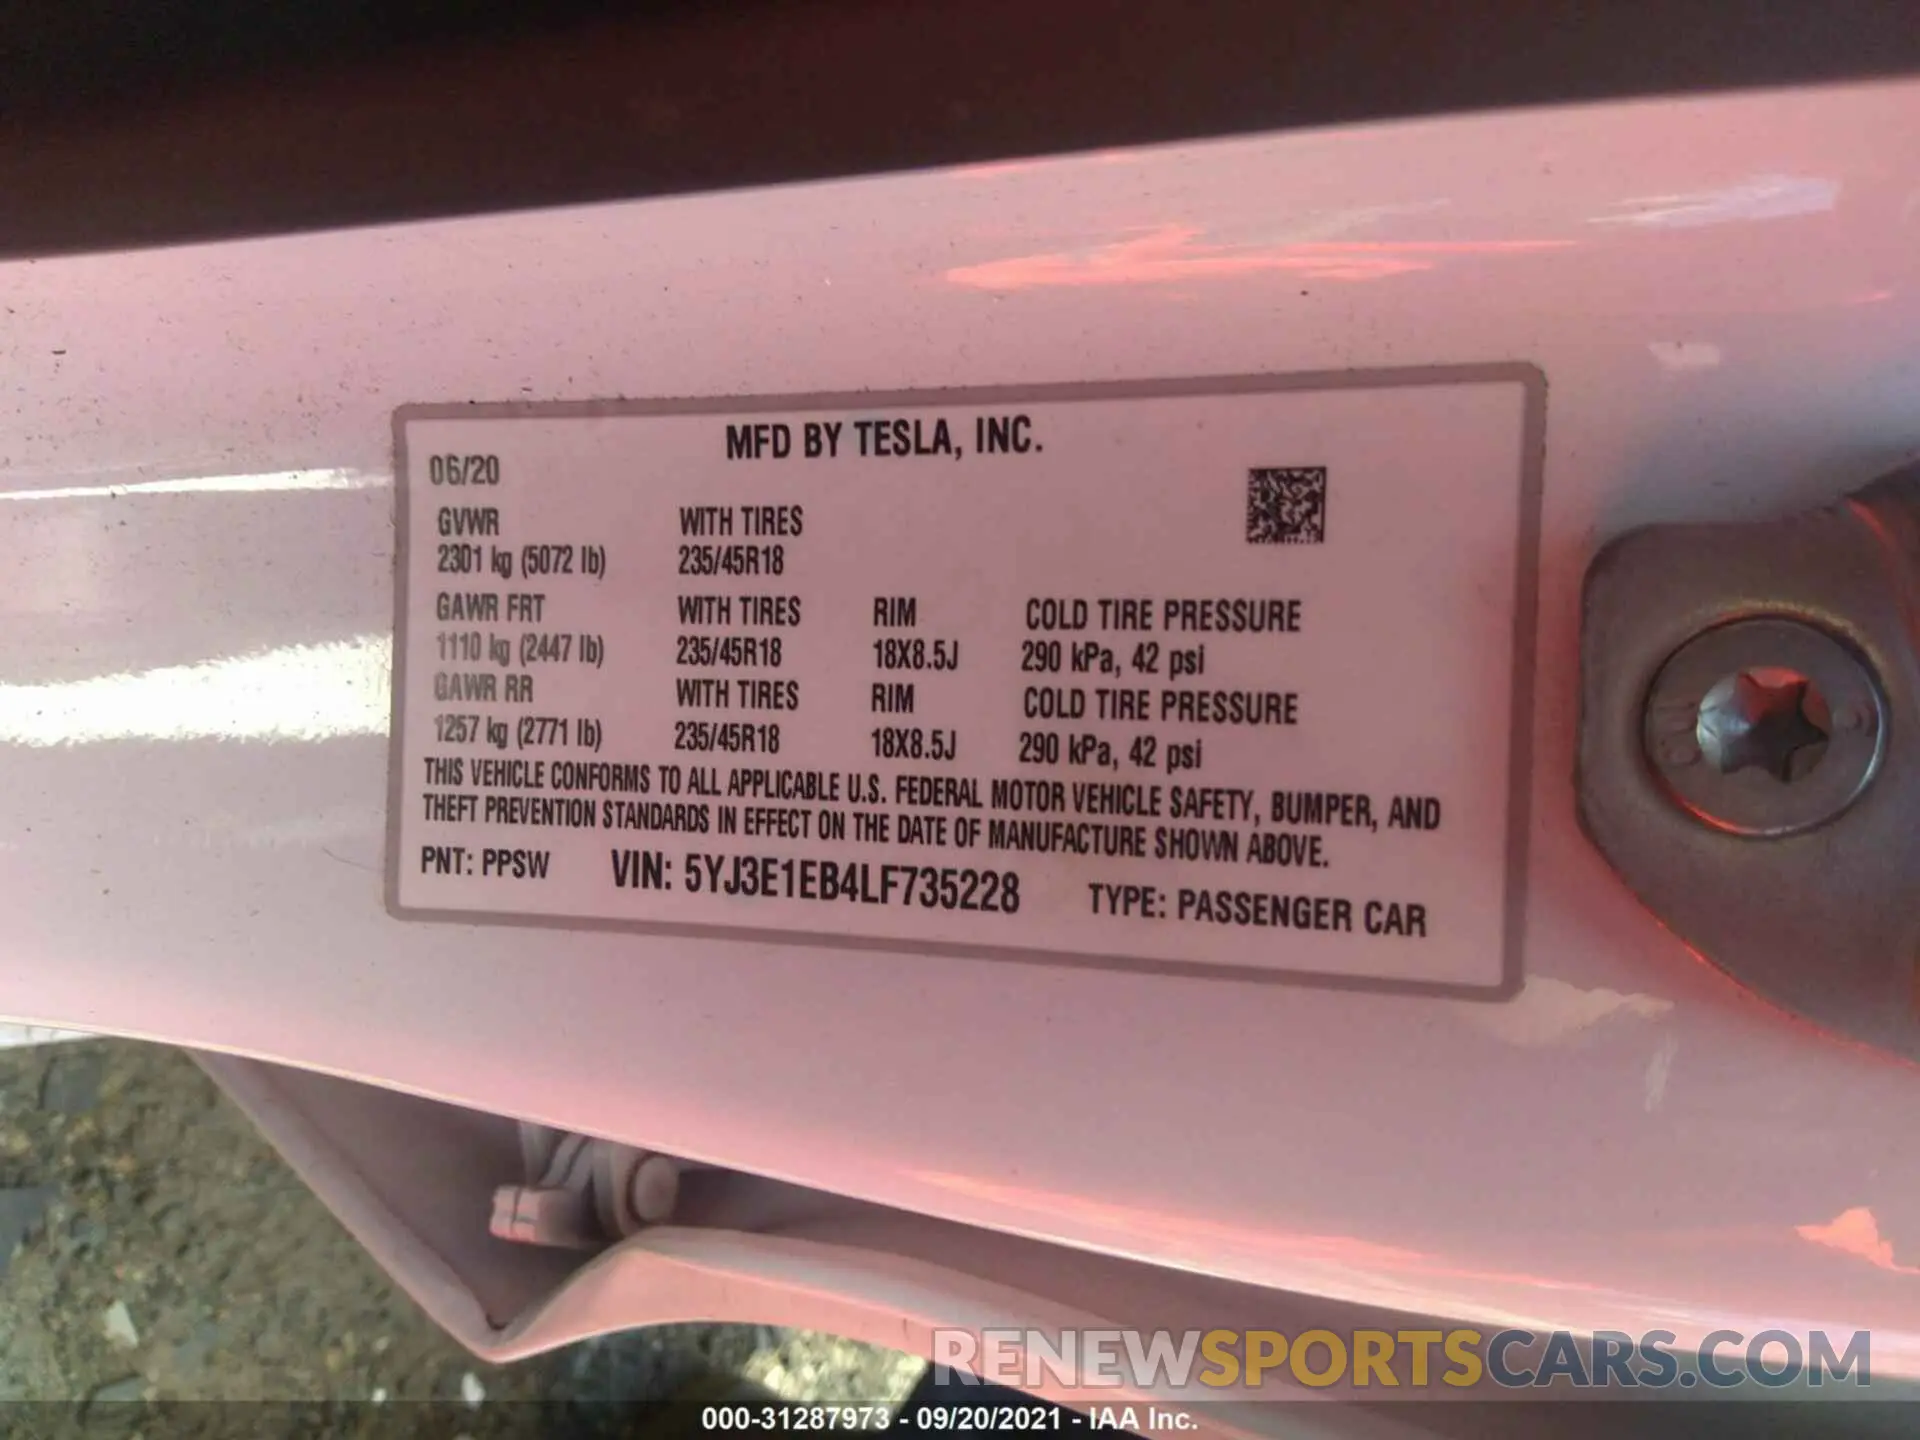 MFD BY TESLA, INC.
06/20
GVWR WITH TIRES
2301 kg (5072 lb) 235/45R18
GAWR FRT WITH TIRES RIM COLD TIRE PRESSURE
1110 kg (2447 lb) 235/45R18 18X8.5J 290 kPa, 42 psi
GAWR RR WITH TIRES RIM COLD TIRE PRESSURE
1257 kg (2771 lb) 235/45R18 18X8.5J 290 kPa, 42 psi
THIS VEHICLE CONFORMS TO ALL APPLICABLE U.S. FEDERAL MOTOR VEHICLE SAFETY, BUMPER, AND
THEFT PREVENTION STANDARDS IN EFFECT ON THE DATE OF MANUFACTURE SHOWN ABOVE.
PNT: PPSW VIN: 5YJ3E1EB4LF735228 TYPE: PASSENGER CAR
RENEWSPORTSCARS.COM
000-31287973 - 09/20/2021 - IAA Inc.